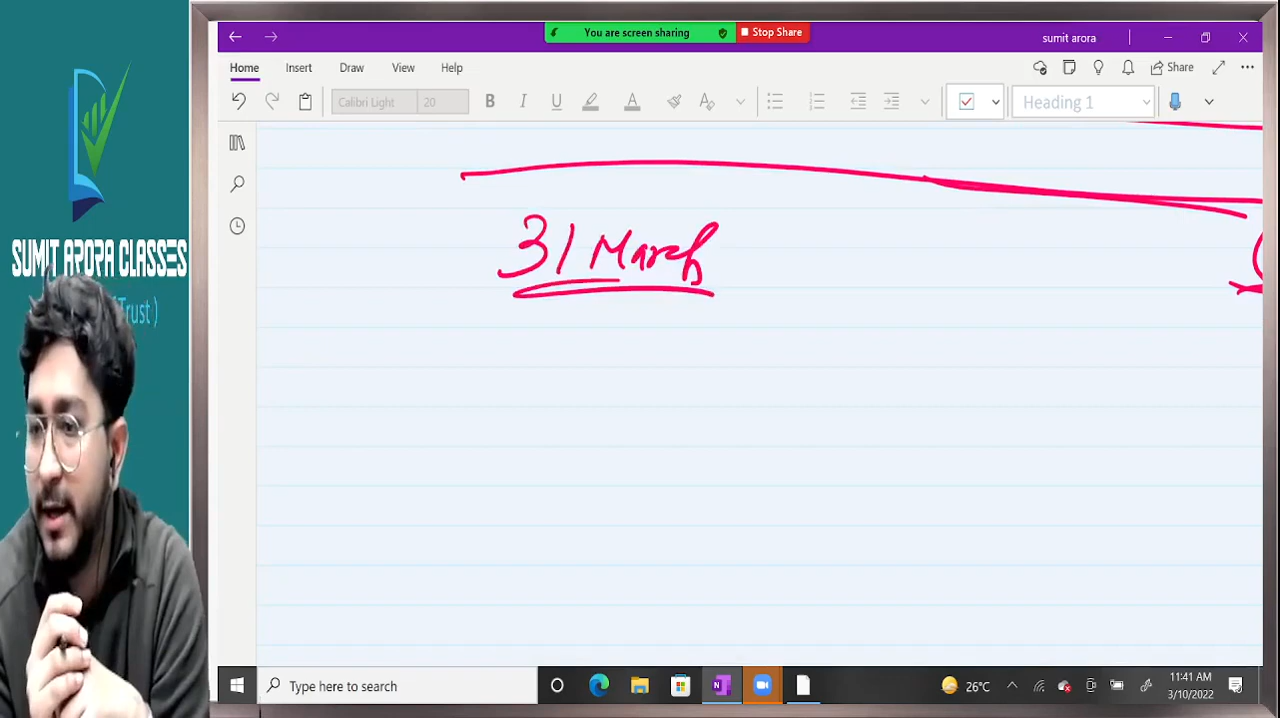 You are screen sharing Stop Share
sumit arora
Home Insert Draw View Help Share
Calibri Light 20 B I U A Heading 1
31 March
SUMIT ARORA CLASSES
Trust )
Type here to search
26°C 11:41 AM
3/10/2022